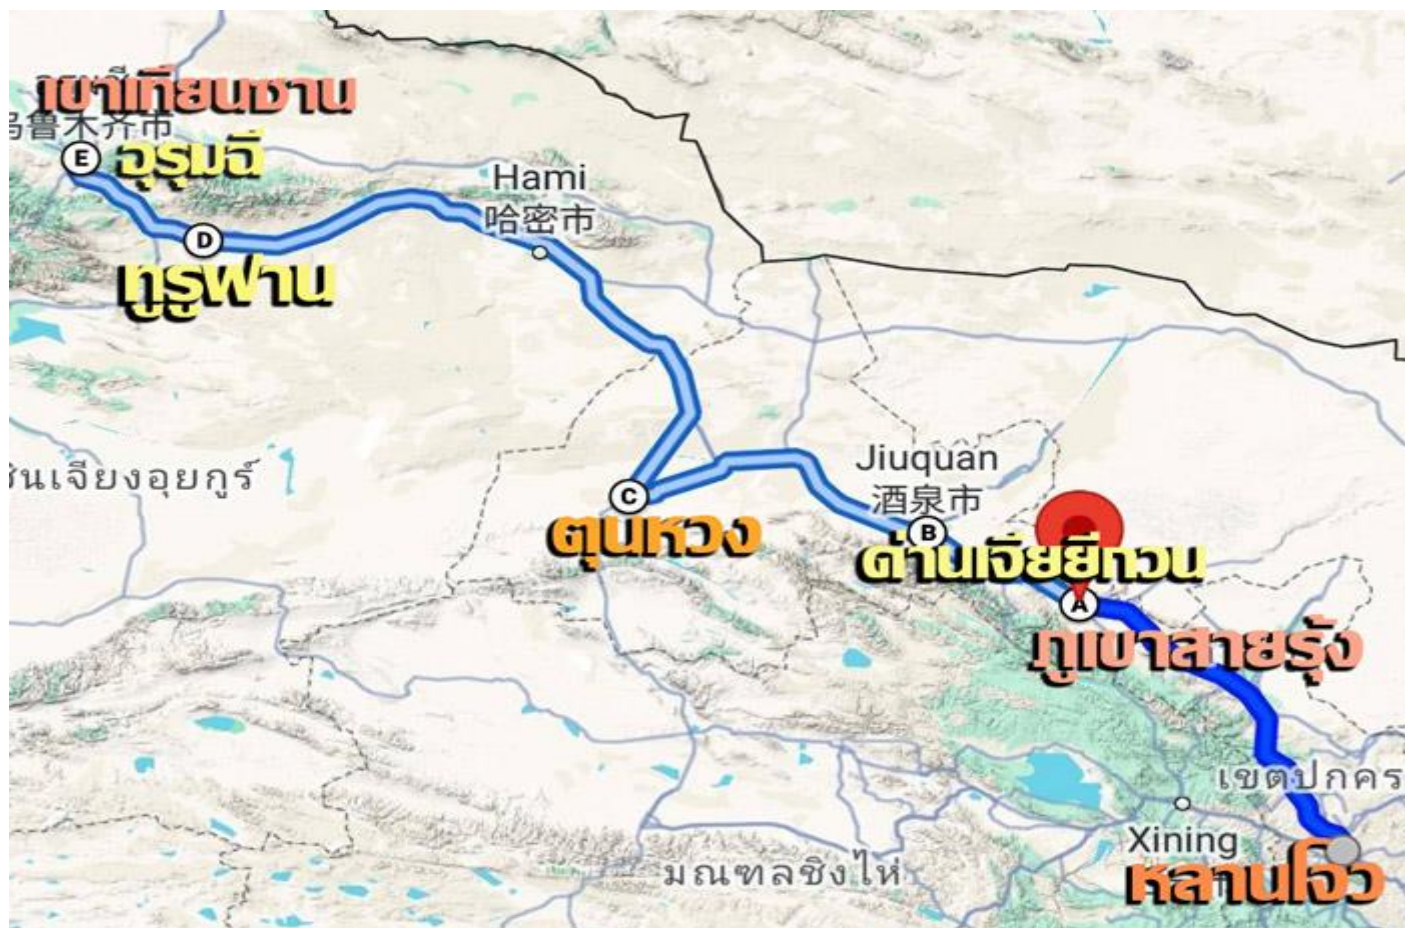 เขาเทียนซาน
乌鲁木齐市
E
อุรุมฉี
Hami
哈密市
D
ทูรูฟาน
ซินเจียงอุยกูร์
Jiuquan
酒泉市
C
ตุนหวง
B
ด่านเจียยี่กวน
A
ภูเขาสายรุ้ง
เขตปกคร
Xining
มณฑลชิงไห่
หลานโจว